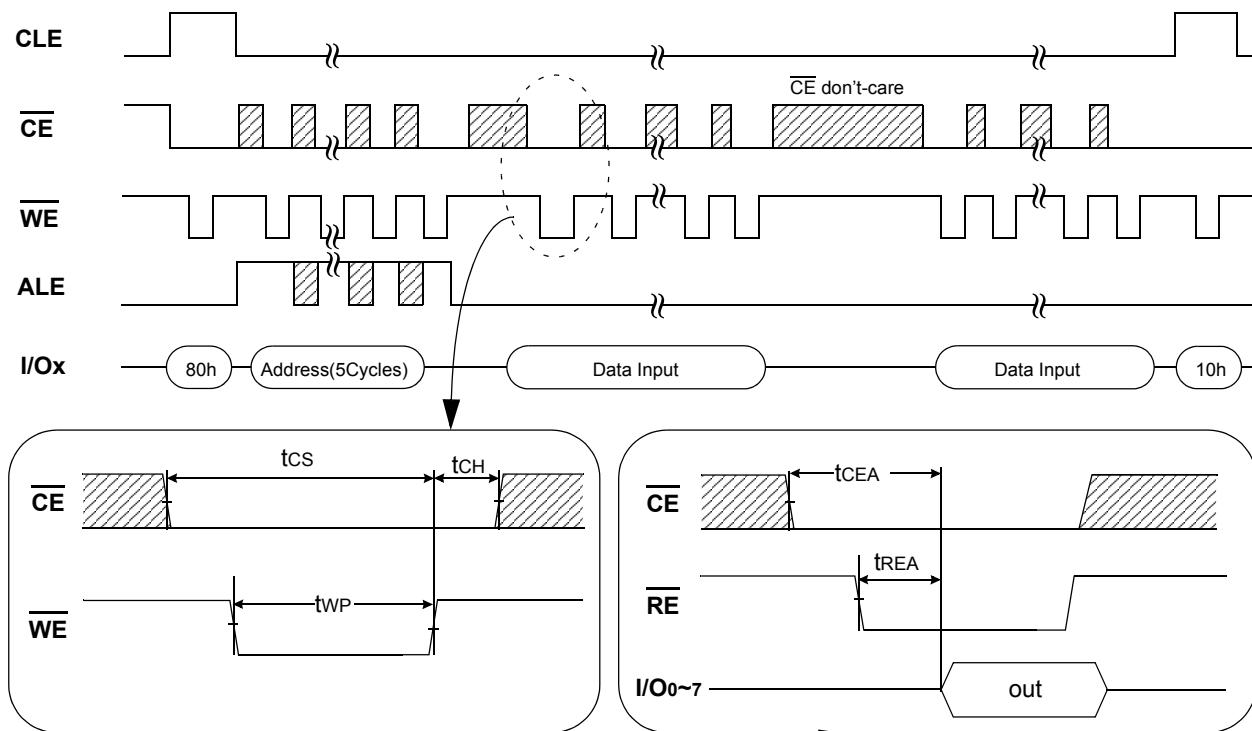 CLE
CE don't-care
CE
WE
ALE
I/Ox 80h Address(5Cycles) Data Input Data Input 10h
tCS tCH
CE
tWP
WE
tCEA
CE
tREA
RE
I/O0~7 out